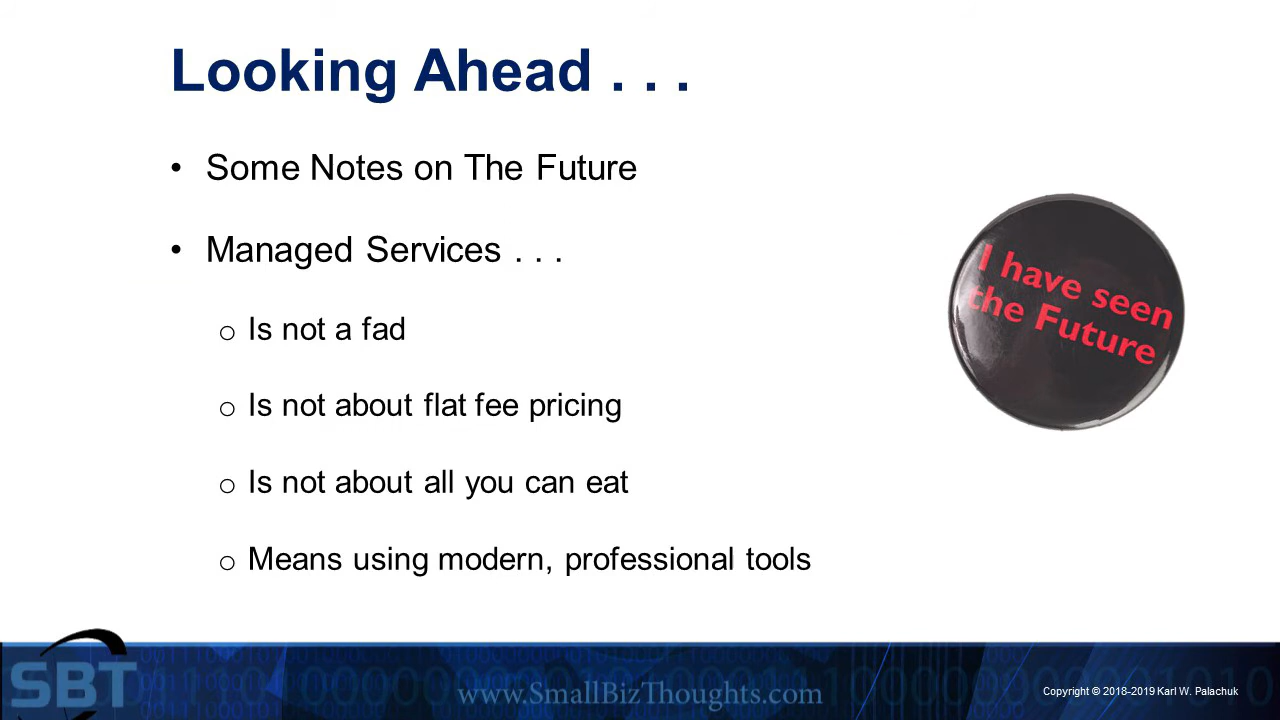 Looking Ahead . . .
• Some Notes on The Future
• Managed Services . . .
o Is not a fad
o Is not about flat fee pricing
o Is not about all you can eat
o Means using modern, professional tools
I have seen
the Future
SBT
www.SmallBizThoughts.com
Copyright © 2018-2019 Karl W. Palachuk